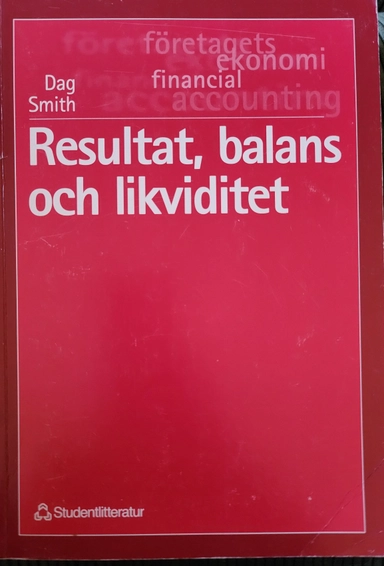 företagets
ekonomi
financial
accounting
Dag
Smith
Resultat, balans
och likviditet
Studentlitteratur